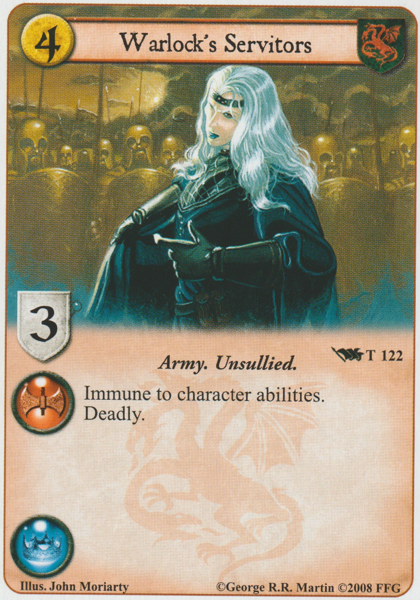 4
Warlock's Servitors
3
T 122
Army. Unsullied.
Immune to character abilities.
Deadly.
Illus. John Moriarty ©George R.R. Martin ©2008 FFG